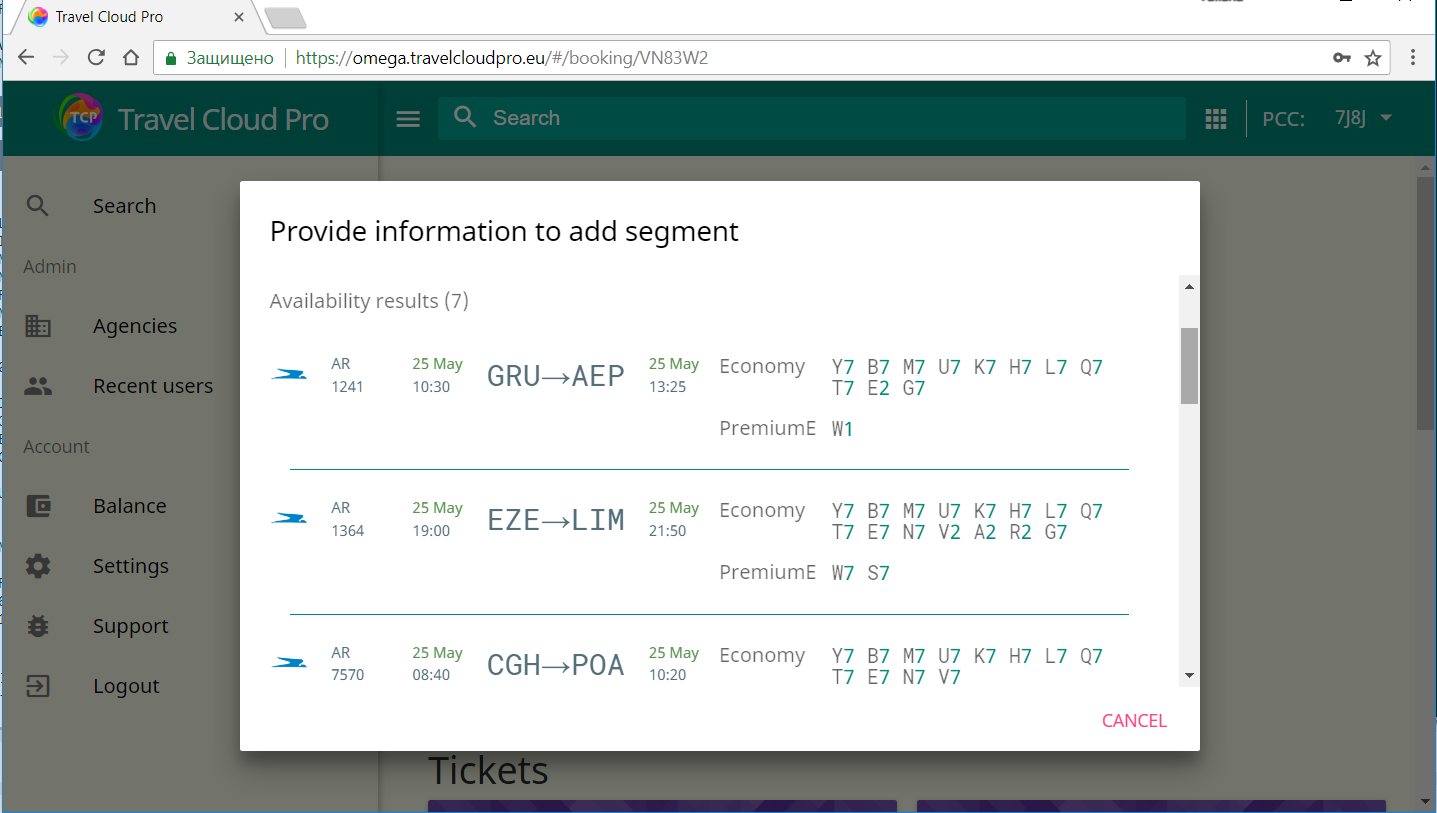 Travel Cloud Pro
Защищено https://omega.travelcloudpro.eu/#/booking/VN83W2
TCP Travel Cloud Pro Search PCC: 7J8J
Search
Admin
Agencies
Recent users
Account
Balance
Settings
Support
Logout
Provide information to add segment
Availability results (7)
AR 25 May GRU→AEP 25 May Economy Y7 B7 M7 U7 K7 H7 L7 Q7
1241 10:30 13:25 T7 E2 G7
PremiumE W1
AR 25 May EZE→LIM 25 May Economy Y7 B7 M7 U7 K7 H7 L7 Q7
1364 19:00 21:50 T7 E7 N7 V2 A2 R2 G7
PremiumE W7 S7
AR 25 May CGH→POA 25 May Economy Y7 B7 M7 U7 K7 H7 L7 Q7
7570 08:40 10:20 T7 E7 N7 V7
CANCEL
Tickets